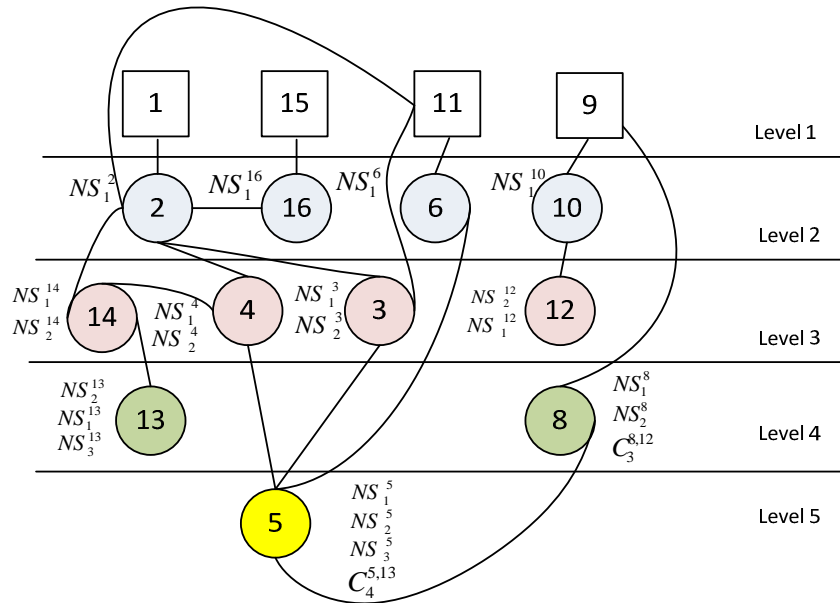 1 15 11 9
Level 1
NS_1^2 2 NS_1^16 16 NS_1^6 6 NS_1^10 10
Level 2
NS_1^14
NS_2^14
14
NS_1^4
NS_2^4
4
NS_1^3
NS_2^3
3
NS_2^12
NS_1^12
12
Level 3
NS_2^13
NS_1^13
NS_3^13
13
8
NS_1^8
NS_2^8
C_3^8,12
Level 4
5
NS_1^5
NS_2^5
NS_3^5
C_4^5,13
Level 5